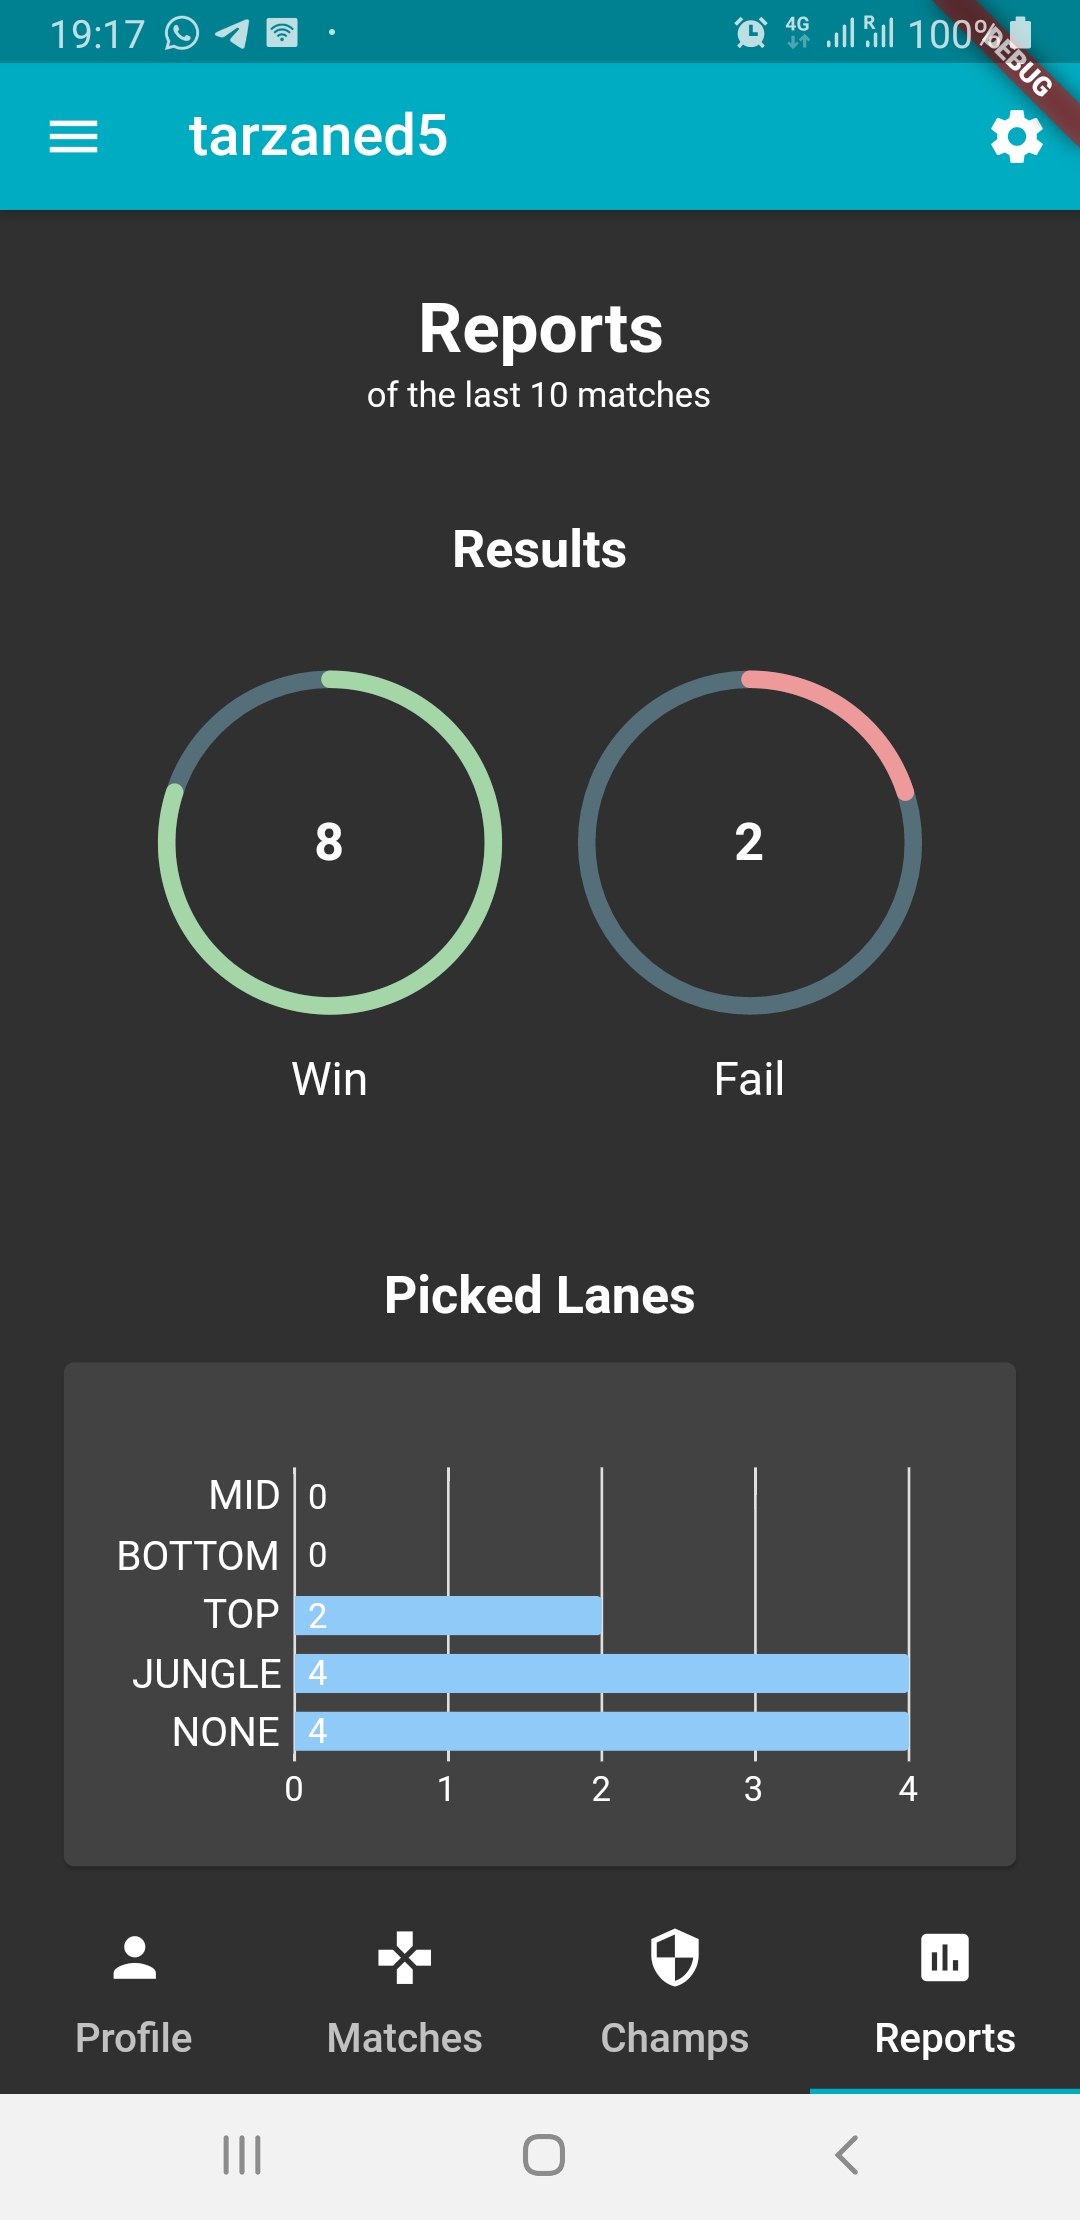 19:17 4G R 100%
DEBUG
tarzaned5
Reports
of the last 10 matches
Results
8 2
Win Fail
Picked Lanes
MID 0
BOTTOM 0
TOP 2
JUNGLE 4
NONE 4
0 1 2 3 4
Profile Matches Champs Reports